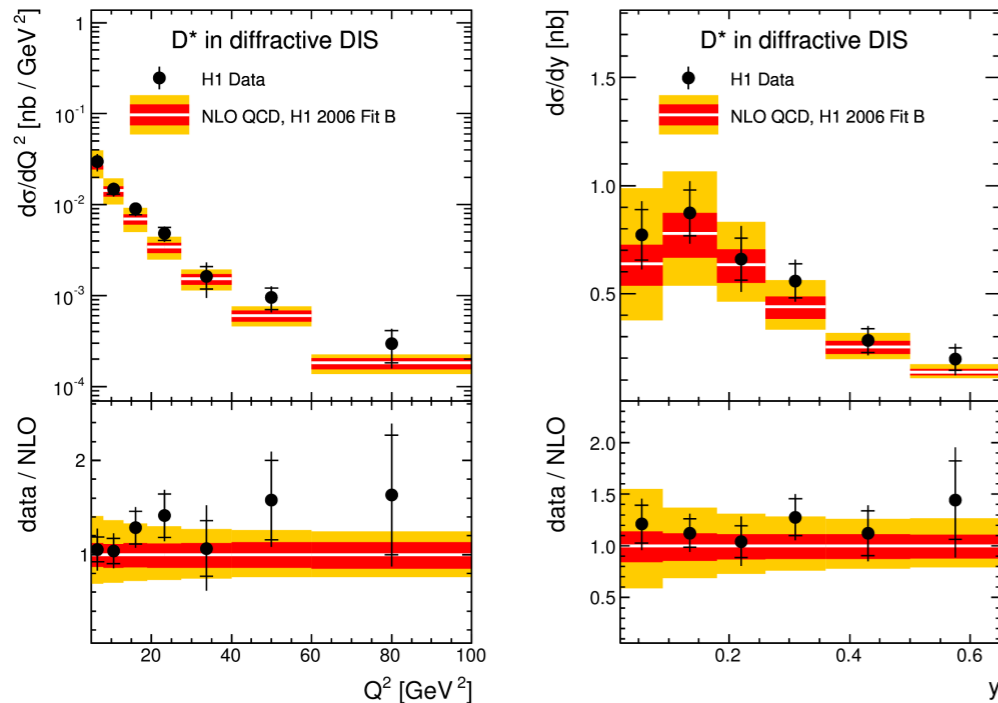 D* in diffractive DIS
H1 Data
NLO QCD, H1 2006 Fit B
dσ/dQ² [nb / GeV²]
1
10⁻¹
10⁻²
10⁻³
10⁻⁴
data / NLO
2
1
20 40 60 80 100
Q² [GeV²]
D* in diffractive DIS
H1 Data
NLO QCD, H1 2006 Fit B
dσ/dy [nb]
1.5
1.0
0.5
data / NLO
2.0
1.5
1.0
0.5
0.2 0.4 0.6
y